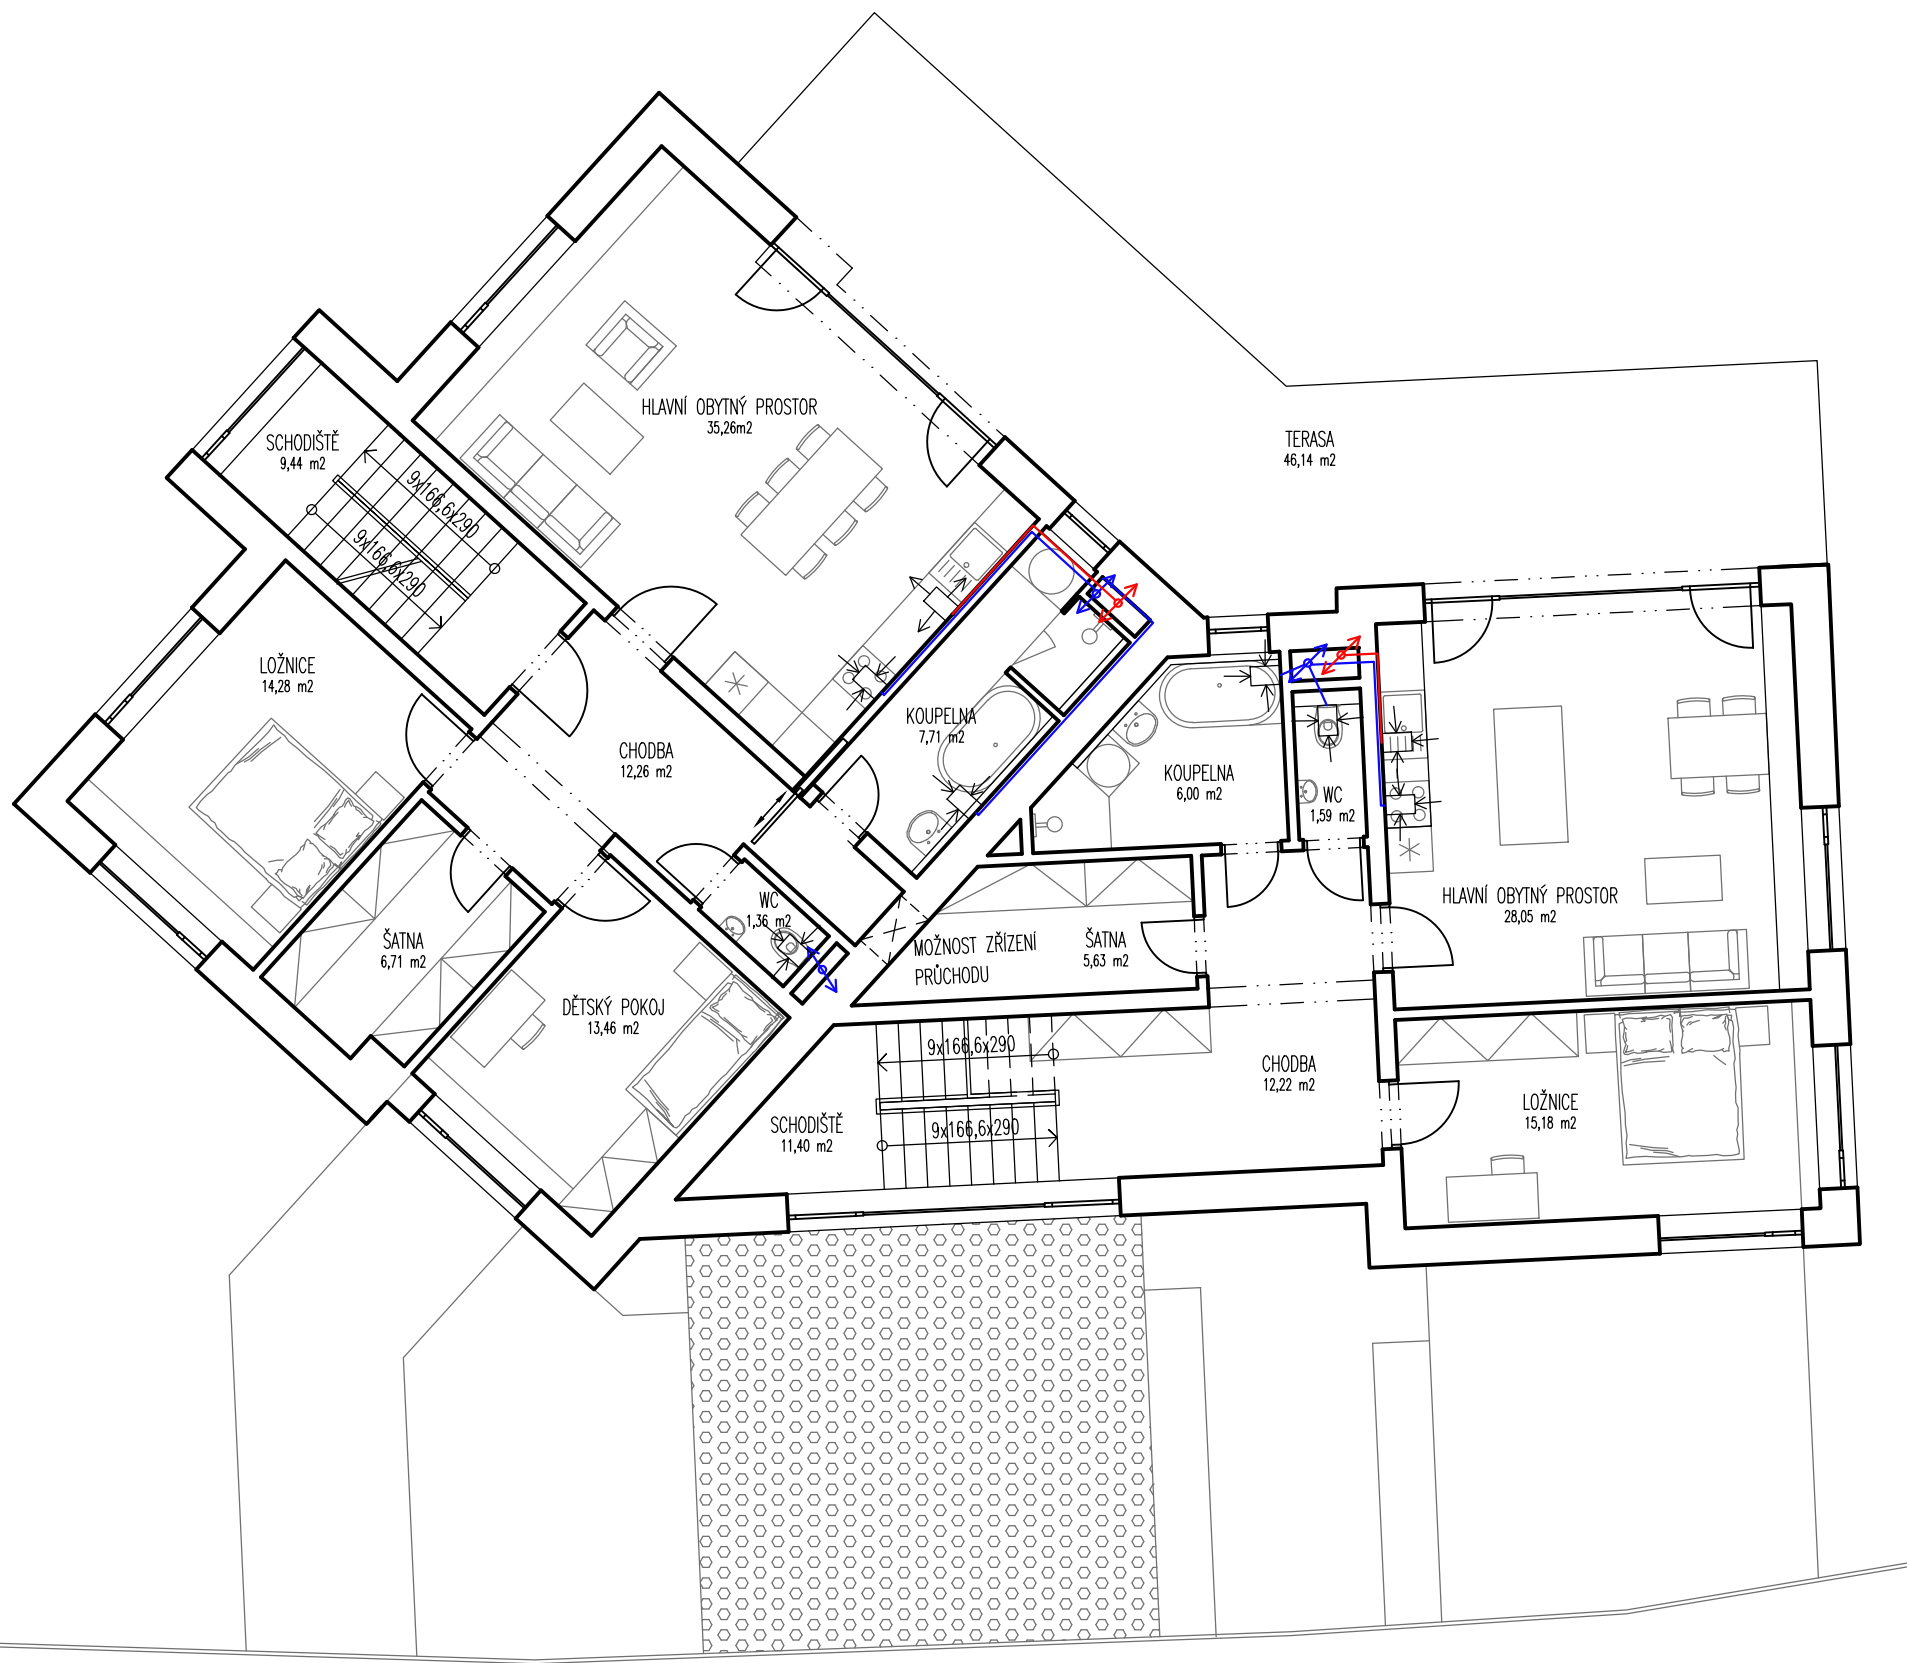 HLAVNÍ OBYTNÝ PROSTOR
35,26m2
SCHODIŠTĚ
9,44 m2
9x166,6x290
9x166,6x290
TERASA
46,14 m2
LOŽNICE
14,28 m2
CHODBA
12,26 m2
KOUPELNA
7,71 m2
KOUPELNA
6,00 m2
WC
1,59 m2
HLAVNÍ OBYTNÝ PROSTOR
28,05 m2
WC
1,36 m2
ŠATNA
6,71 m2
MOŽNOST ZŘÍZENÍ
PRŮCHODU
ŠATNA
5,63 m2
DĚTSKÝ POKOJ
13,46 m2
9x166,6x290
9x166,6x290
SCHODIŠTĚ
11,40 m2
CHODBA
12,22 m2
LOŽNICE
15,18 m2